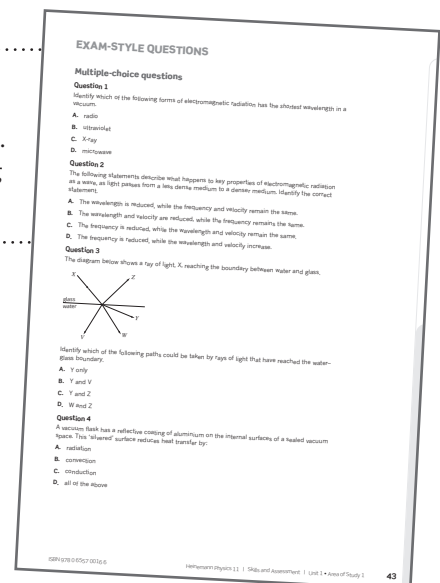 EXAM-STYLE QUESTIONS
Multiple-choice questions
Question 1
Identify which of the following forms of electromagnetic radiation has the shortest wavelength in a
vacuum.
A. radio
B. ultraviolet
C. X-ray
D. microwave
Question 2
The following statements describe what happens to key properties of electromagnetic radiation
as a wave, as light passes from a less dense medium to a denser medium. Identify the correct
statement.
A. The wavelength is reduced, while the frequency and velocity remain the same.
B. The wavelength and velocity are reduced, while the frequency remains the same.
C. The frequency is reduced, while the wavelength and velocity remain the same.
D. The frequency is reduced, while the wavelength and velocity increase.
Question 3
The diagram below shows a ray of light, X, reaching the boundary between water and glass.
X
Z
glass
water
Y
V
W
Identify which of the following paths could be taken by rays of light that have reached the water–
glass boundary.
A. Y only
B. Y and V
C. Y and Z
D. W and Z
Question 4
A vacuum flask has a reflective coating of aluminium on the internal surfaces of a sealed vacuum
space. This 'silvered' surface reduces heat transfer by:
A. radiation
B. convection
C. conduction
D. all of the above
Heinemann Physics 11 | Skills and Assessment | Unit 1 • Area of Study 1
43